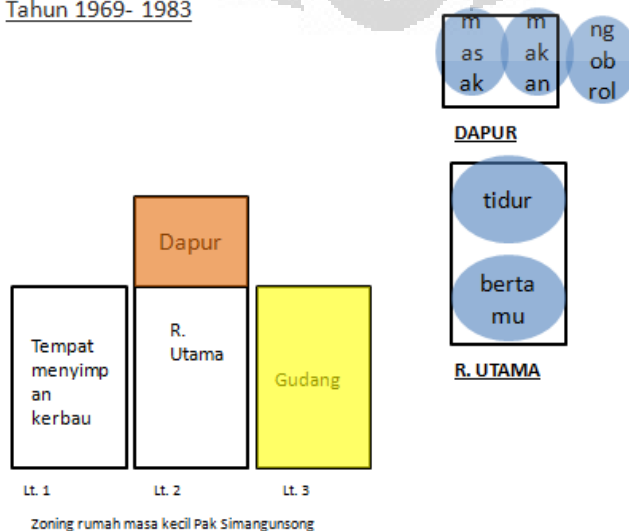 Tahun 1969- 1983
m
as
ak
m
ak
an
ng
ob
rol
DAPUR
tidur
berta
mu
R. UTAMA
Dapur
Tempat
menyimp
an
kerbau
R.
Utama
Gudang
Lt. 1
Lt. 2
Lt. 3
Zoning rumah masa kecil Pak Simangunsong